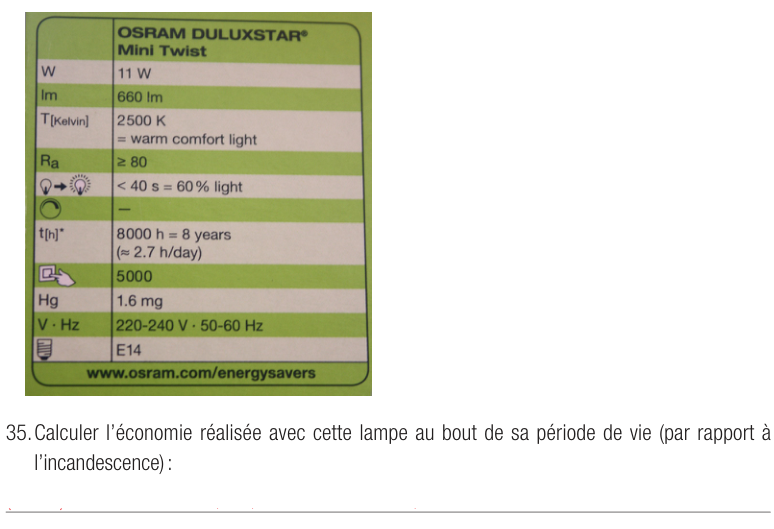 OSRAM DULUXSTAR®
Mini Twist
W 11 W
lm 660 lm
T[Kelvin] 2500 K
= warm comfort light
Ra ≥ 80
< 40 s = 60 % light
—
t[h]* 8000 h = 8 years
(≈ 2.7 h/day)
5000
Hg 1.6 mg
V · Hz 220-240 V · 50-60 Hz
E14
www.osram.com/energysavers
35. Calculer l’économie réalisée avec cette lampe au bout de sa période de vie (par rapport à
l’incandescence) :